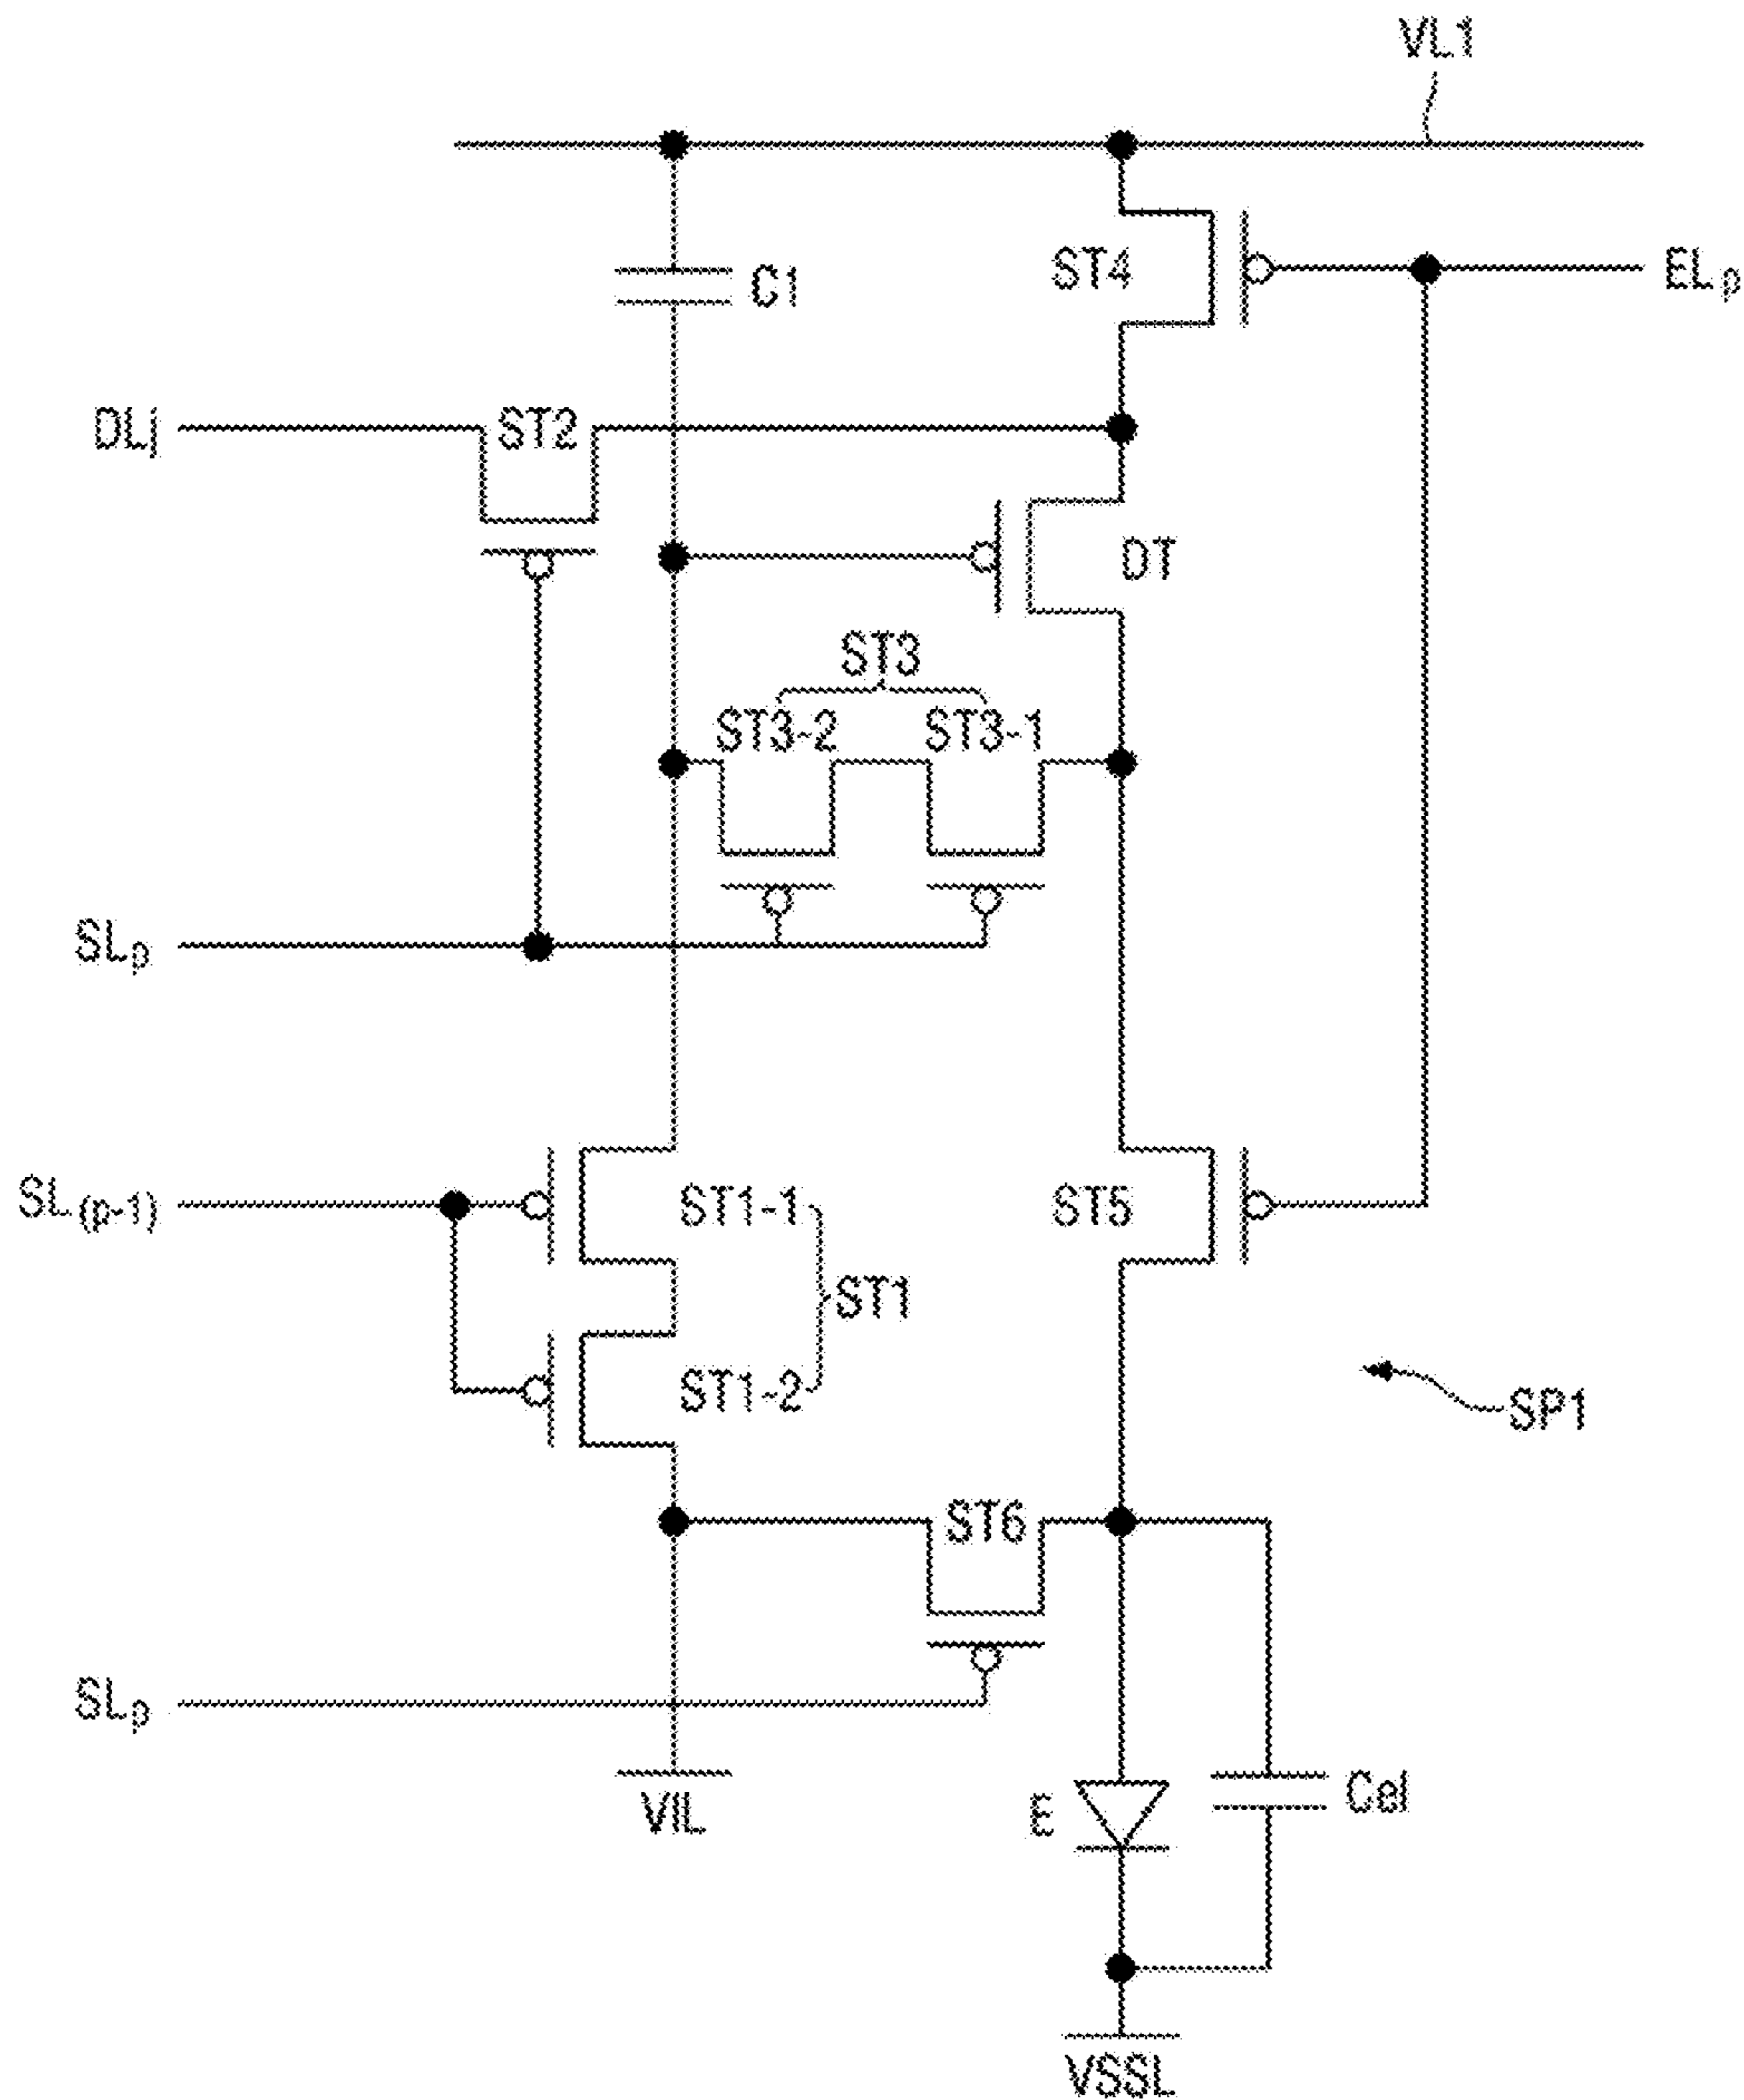 VL1
ST4
ELp
C1
DLj
ST2
DT
ST3
ST3-2
ST3-1
SLp
SL(p-1)
ST1-1
ST5
ST1
ST1-2
SP1
ST6
SLp
VIL
E
Cel
VSSL